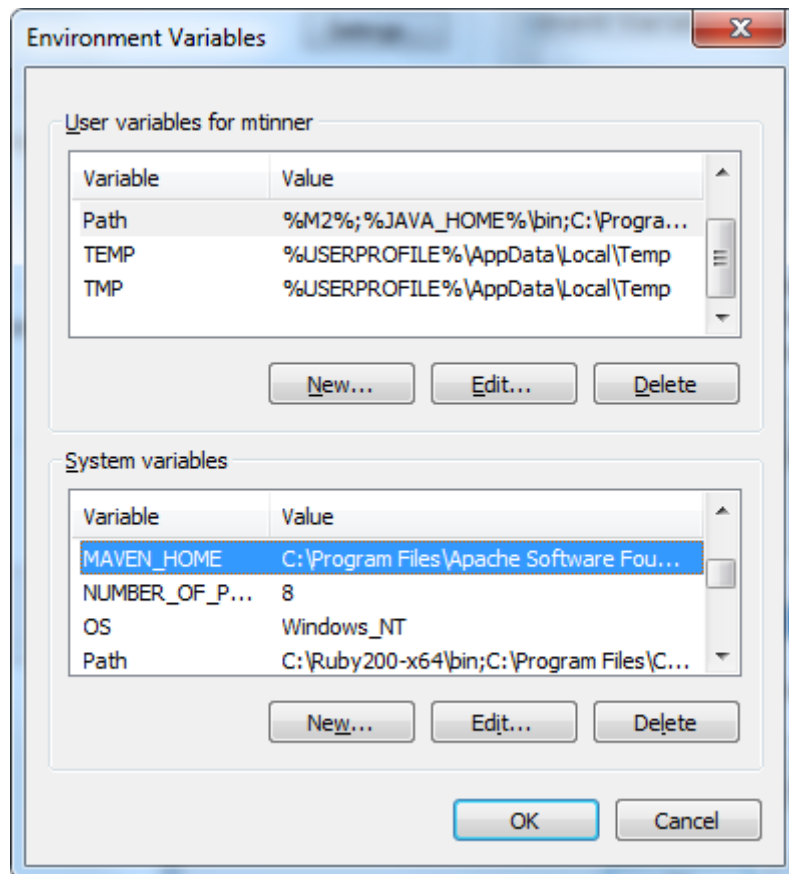 Environment Variables
User variables for mtinner
Variable Value
Path %M2%;%JAVA_HOME%\bin;C:\Progra...
TEMP %USERPROFILE%\AppData\Local\Temp
TMP %USERPROFILE%\AppData\Local\Temp
New... Edit... Delete
System variables
Variable Value
MAVEN_HOME C:\Program Files\Apache Software Fou...
NUMBER_OF_P... 8
OS Windows_NT
Path C:\Ruby200-x64\bin;C:\Program Files\C...
New... Edit... Delete
OK Cancel